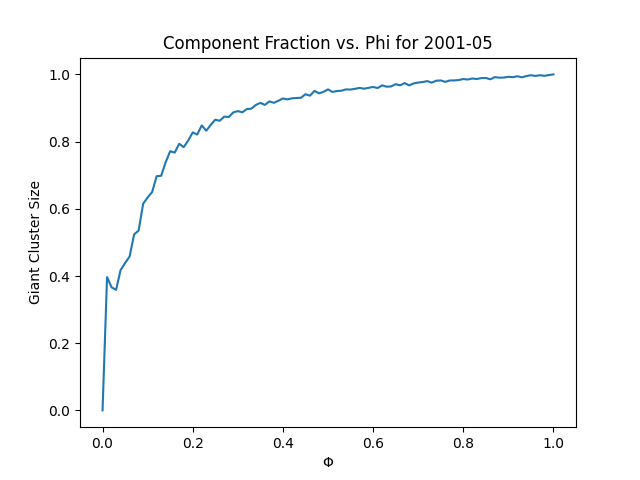 Component Fraction vs. Phi for 2001-05
Giant Cluster Size
1.0
0.8
0.6
0.4
0.2
0.0
0.0 0.2 0.4 0.6 0.8 1.0
Φ